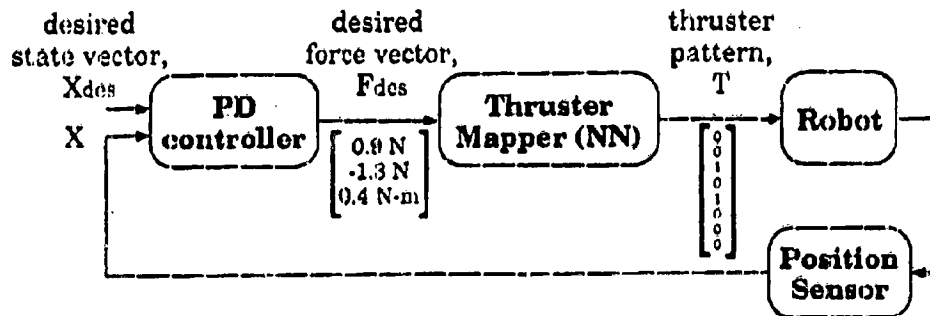 desired
state vector,
Xdes
X
PD
controller
desired
force vector,
Fdes
0.9 N
-1.3 N
0.4 N-m
Thruster
Mapper (NN)
thruster
pattern,
T
0
0
1
0
1
0
0
0
Robot
Position
Sensor